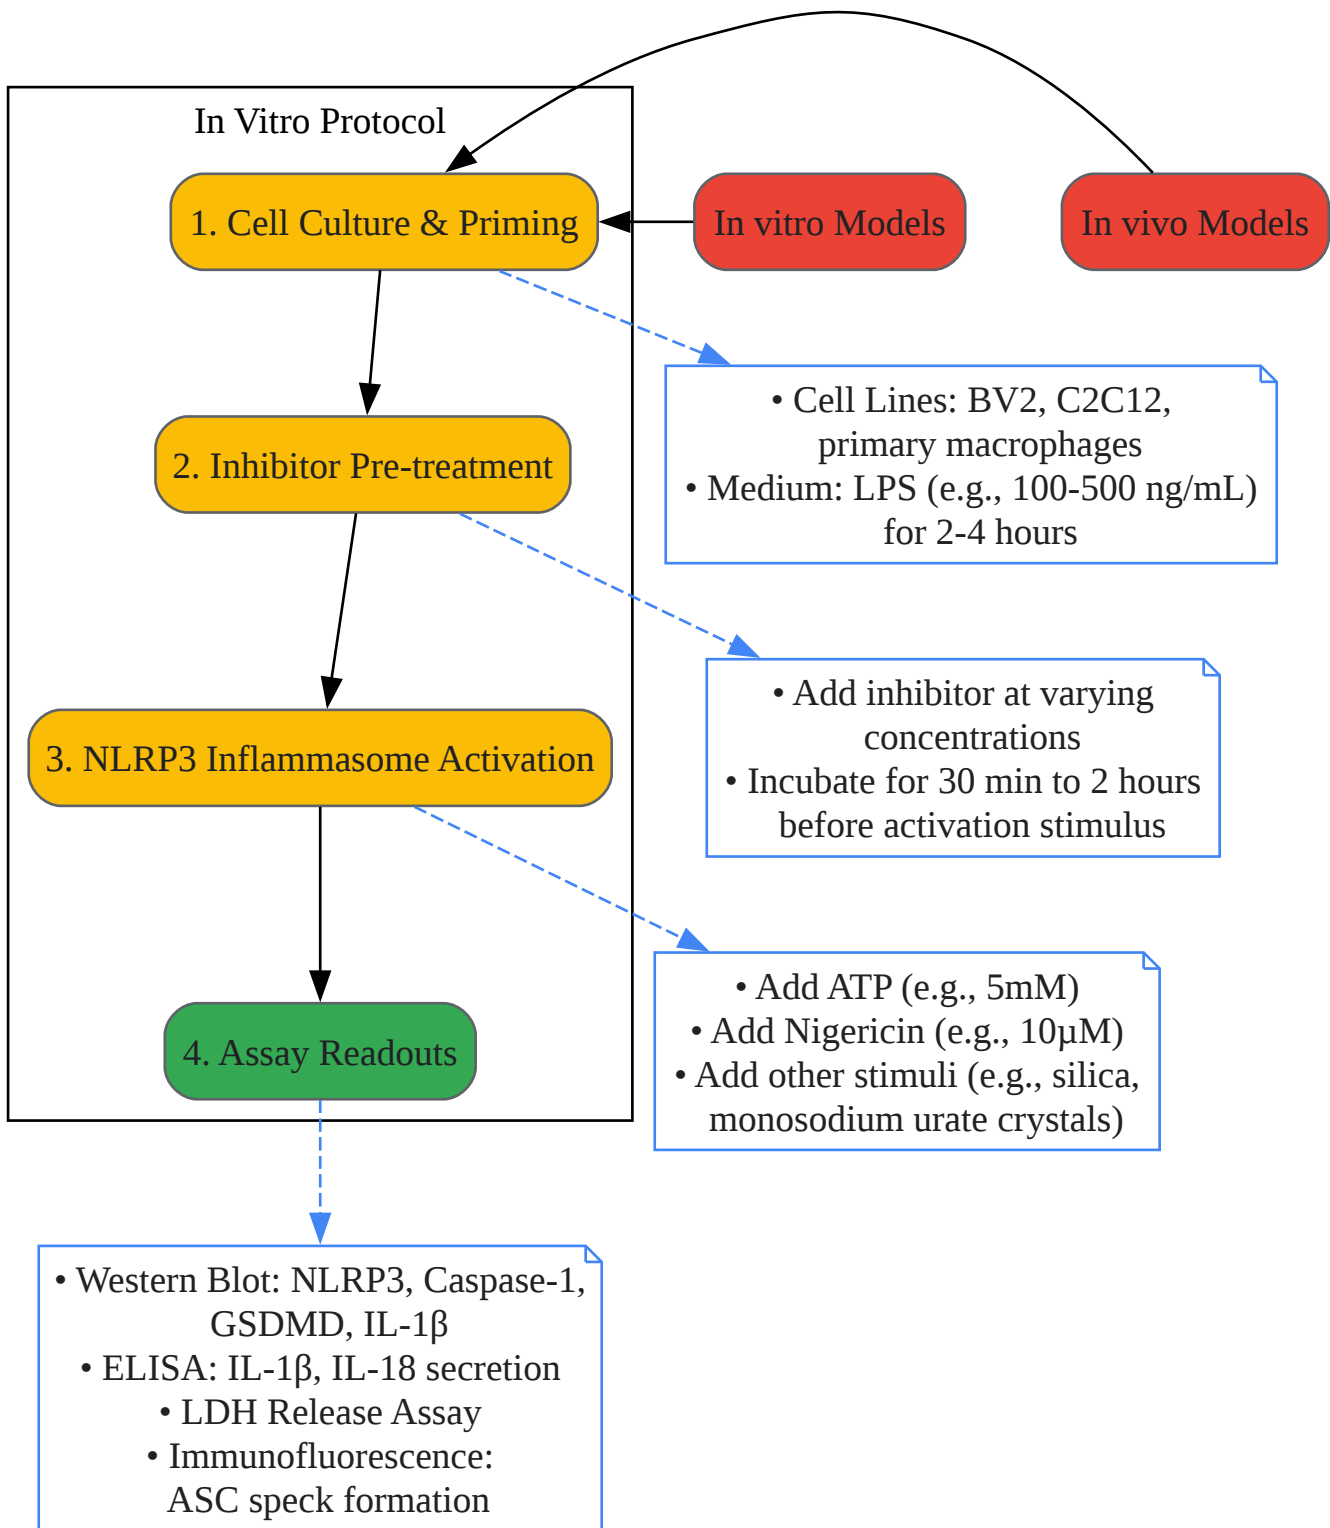 In Vitro Protocol
1. Cell Culture & Priming
In vitro Models
In vivo Models
• Cell Lines: BV2, C2C12,
primary macrophages
• Medium: LPS (e.g., 100-500 ng/mL)
for 2-4 hours
2. Inhibitor Pre-treatment
• Add inhibitor at varying
concentrations
• Incubate for 30 min to 2 hours
before activation stimulus
3. NLRP3 Inflammasome Activation
• Add ATP (e.g., 5mM)
• Add Nigericin (e.g., 10µM)
• Add other stimuli (e.g., silica,
monosodium urate crystals)
4. Assay Readouts
• Western Blot: NLRP3, Caspase-1,
GSDMD, IL-1β
• ELISA: IL-1β, IL-18 secretion
• LDH Release Assay
• Immunofluorescence:
ASC speck formation